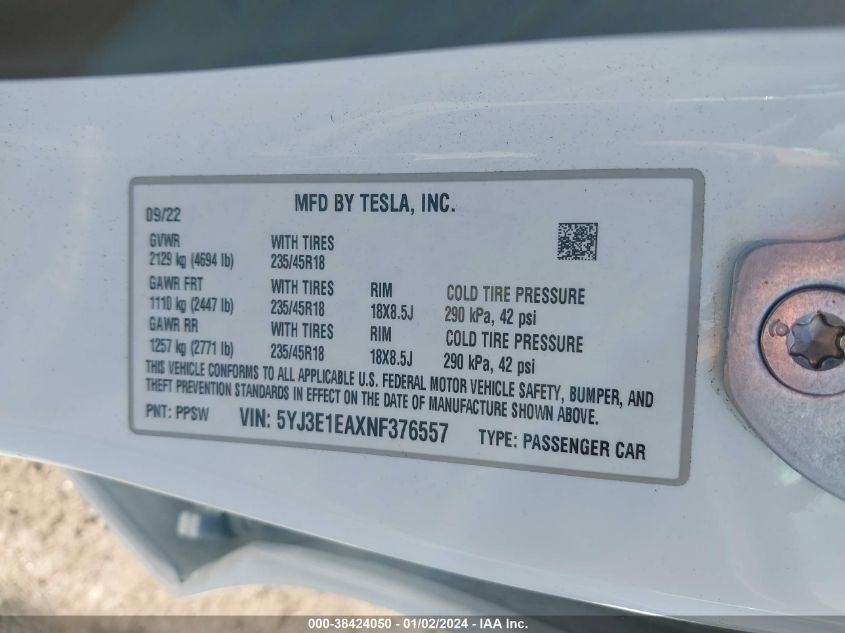 MFD BY TESLA, INC.
09/22
GVWR WITH TIRES
2129 kg (4694 lb) 235/45R18
GAWR FRT WITH TIRES RIM COLD TIRE PRESSURE
1110 kg (2447 lb) 235/45R18 18X8.5J 290 kPa, 42 psi
GAWR RR WITH TIRES RIM COLD TIRE PRESSURE
1257 kg (2771 lb) 235/45R18 18X8.5J 290 kPa, 42 psi
THIS VEHICLE CONFORMS TO ALL APPLICABLE U.S. FEDERAL MOTOR VEHICLE SAFETY, BUMPER, AND
THEFT PREVENTION STANDARDS IN EFFECT ON THE DATE OF MANUFACTURE SHOWN ABOVE.
PNT: PPSW VIN: 5YJ3E1EAXNF376557 TYPE: PASSENGER CAR
000-38424050 - 01/02/2024 - IAA Inc.